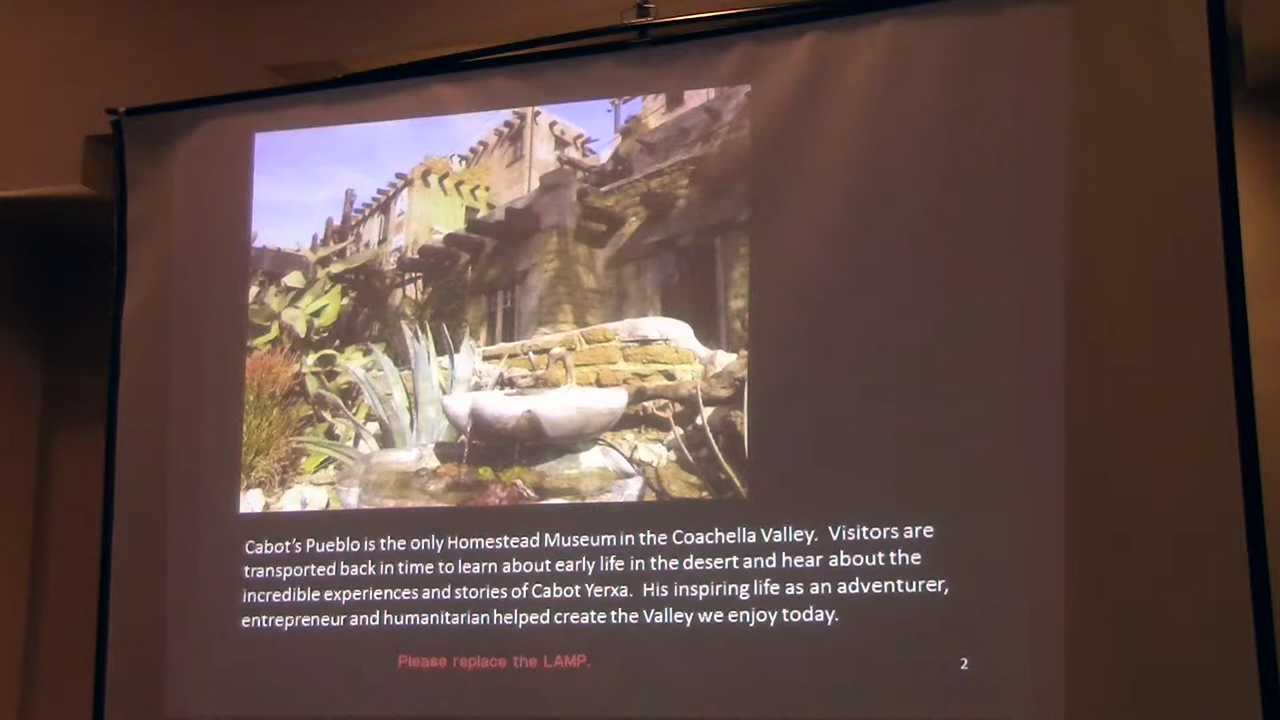 Cabot's Pueblo is the only Homestead Museum in the Coachella Valley.  Visitors are
transported back in time to learn about early life in the desert and hear about the
incredible experiences and stories of Cabot Yerxa.  His inspiring life as an adventurer,
entrepreneur and humanitarian helped create the Valley we enjoy today.
Please replace the LAMP.
2